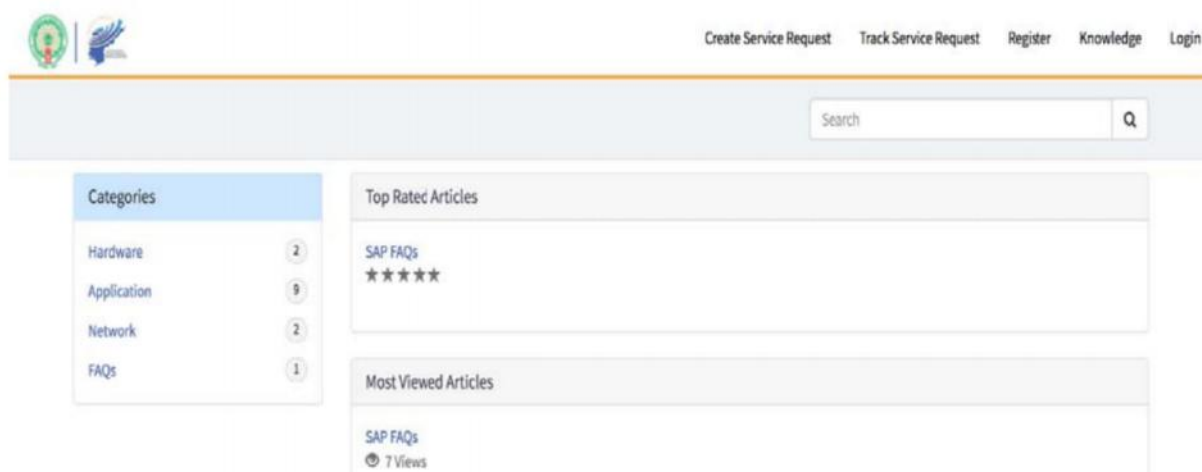 Create Service Request Track Service Request Register Knowledge Login
Search
Categories
Hardware 2
Application 9
Network 2
FAQs 1
Top Rated Articles
SAP FAQs
Most Viewed Articles
SAP FAQs
7 Views